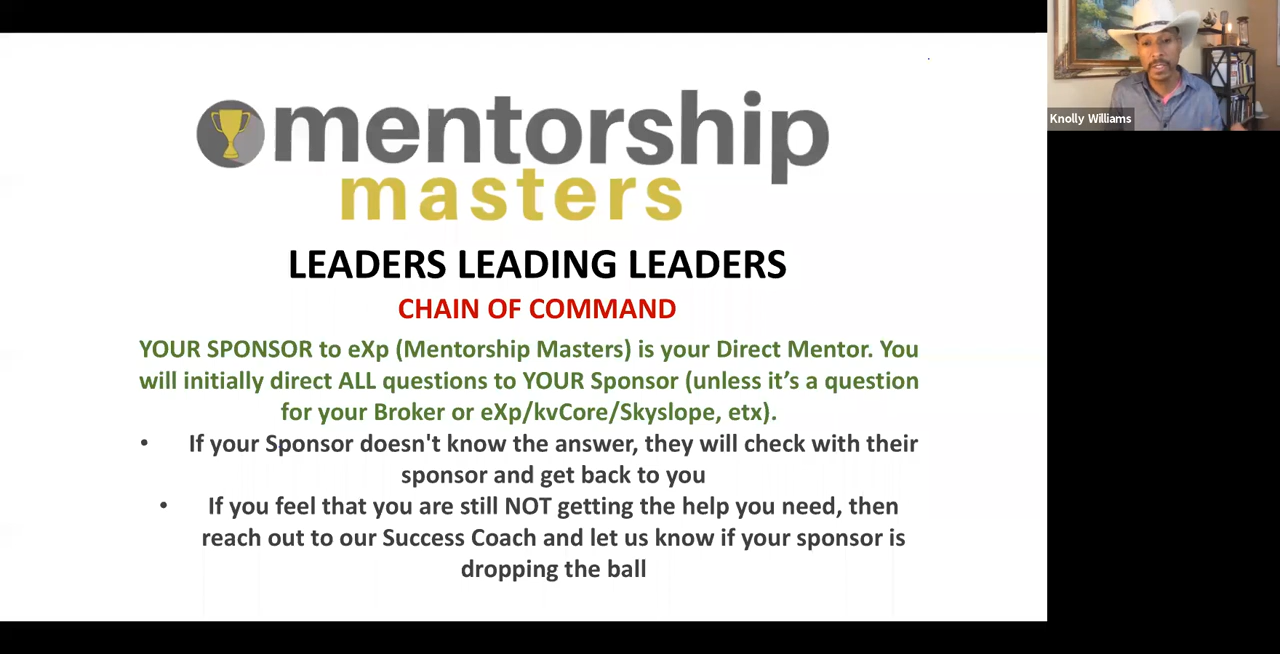 mentorship
masters
LEADERS LEADING LEADERS
CHAIN OF COMMAND
YOUR SPONSOR to eXp (Mentorship Masters) is your Direct Mentor. You
will initially direct ALL questions to YOUR Sponsor (unless it’s a question
for your Broker or eXp/kvCore/Skyslope, etx).
• If your Sponsor doesn't know the answer, they will check with their
sponsor and get back to you
• If you feel that you are still NOT getting the help you need, then
reach out to our Success Coach and let us know if your sponsor is
dropping the ball
Knolly Williams